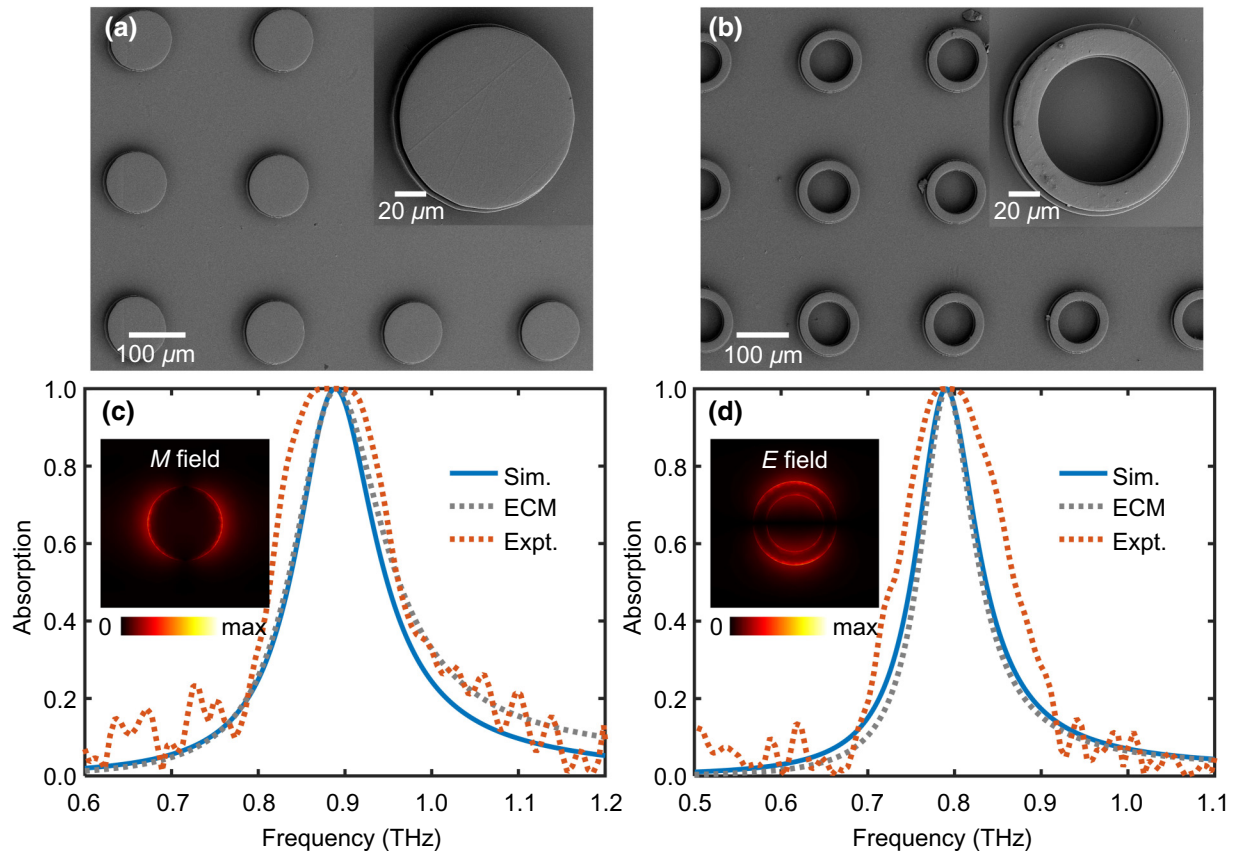 (a)
20 µm
100 µm
(b)
20 µm
100 µm
(c)
M field
0 max
Sim.
ECM
Expt.
Absorption
1.0
0.8
0.6
0.4
0.2
0.0
0.6 0.7 0.8 0.9 1.0 1.1 1.2
Frequency (THz)
(d)
E field
0 max
Sim.
ECM
Expt.
Absorption
1.0
0.8
0.6
0.4
0.2
0.0
0.5 0.6 0.7 0.8 0.9 1.0 1.1
Frequency (THz)